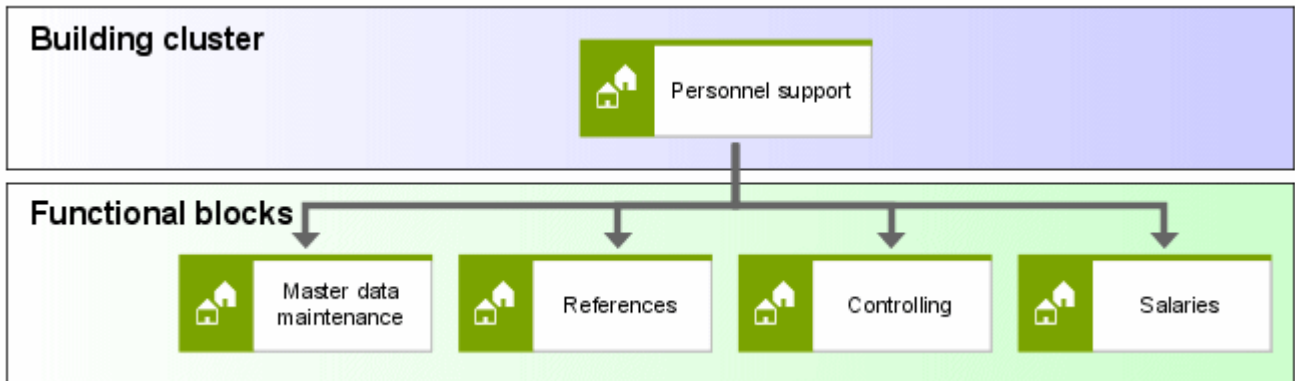 Building cluster
Personnel support
Functional blocks
Master data
maintenance
References
Controlling
Salaries